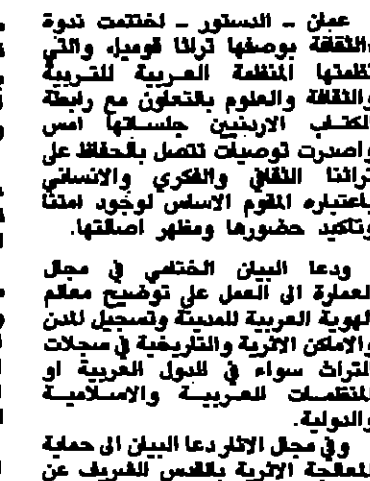 عمان ــ الدستور ــ اختتمت ندوة
«الثقافة بوصفها تراثا قوميا» والتي
نظمتها المنظمة العربية للتربية
والثقافة والعلوم بالتعاون مع رابطة
الكتاب الاردنيين جلساتها امس
واصدرت توصيات تتصل بالحفاظ على
تراثنا الثقافي والفكري والانساني
باعتباره المقوم الاساس لوجود امتنا
وتاكيد حضورها ومظهر اصالتها.
ودعا البيان الختامي في مجال
العمارة الى العمل على توضيح معالم
الهوية العربية للمدينة وتسجيل المدن
والاماكن الاثرية والتاريخية في سجلات
التراث سواء في الدول العربية او
المنظمات العربية والاسلامية
والدولية.
وفي مجال الاثار دعا البيان الى حماية
المعالجة الاثرية بالقدس الشريف عن